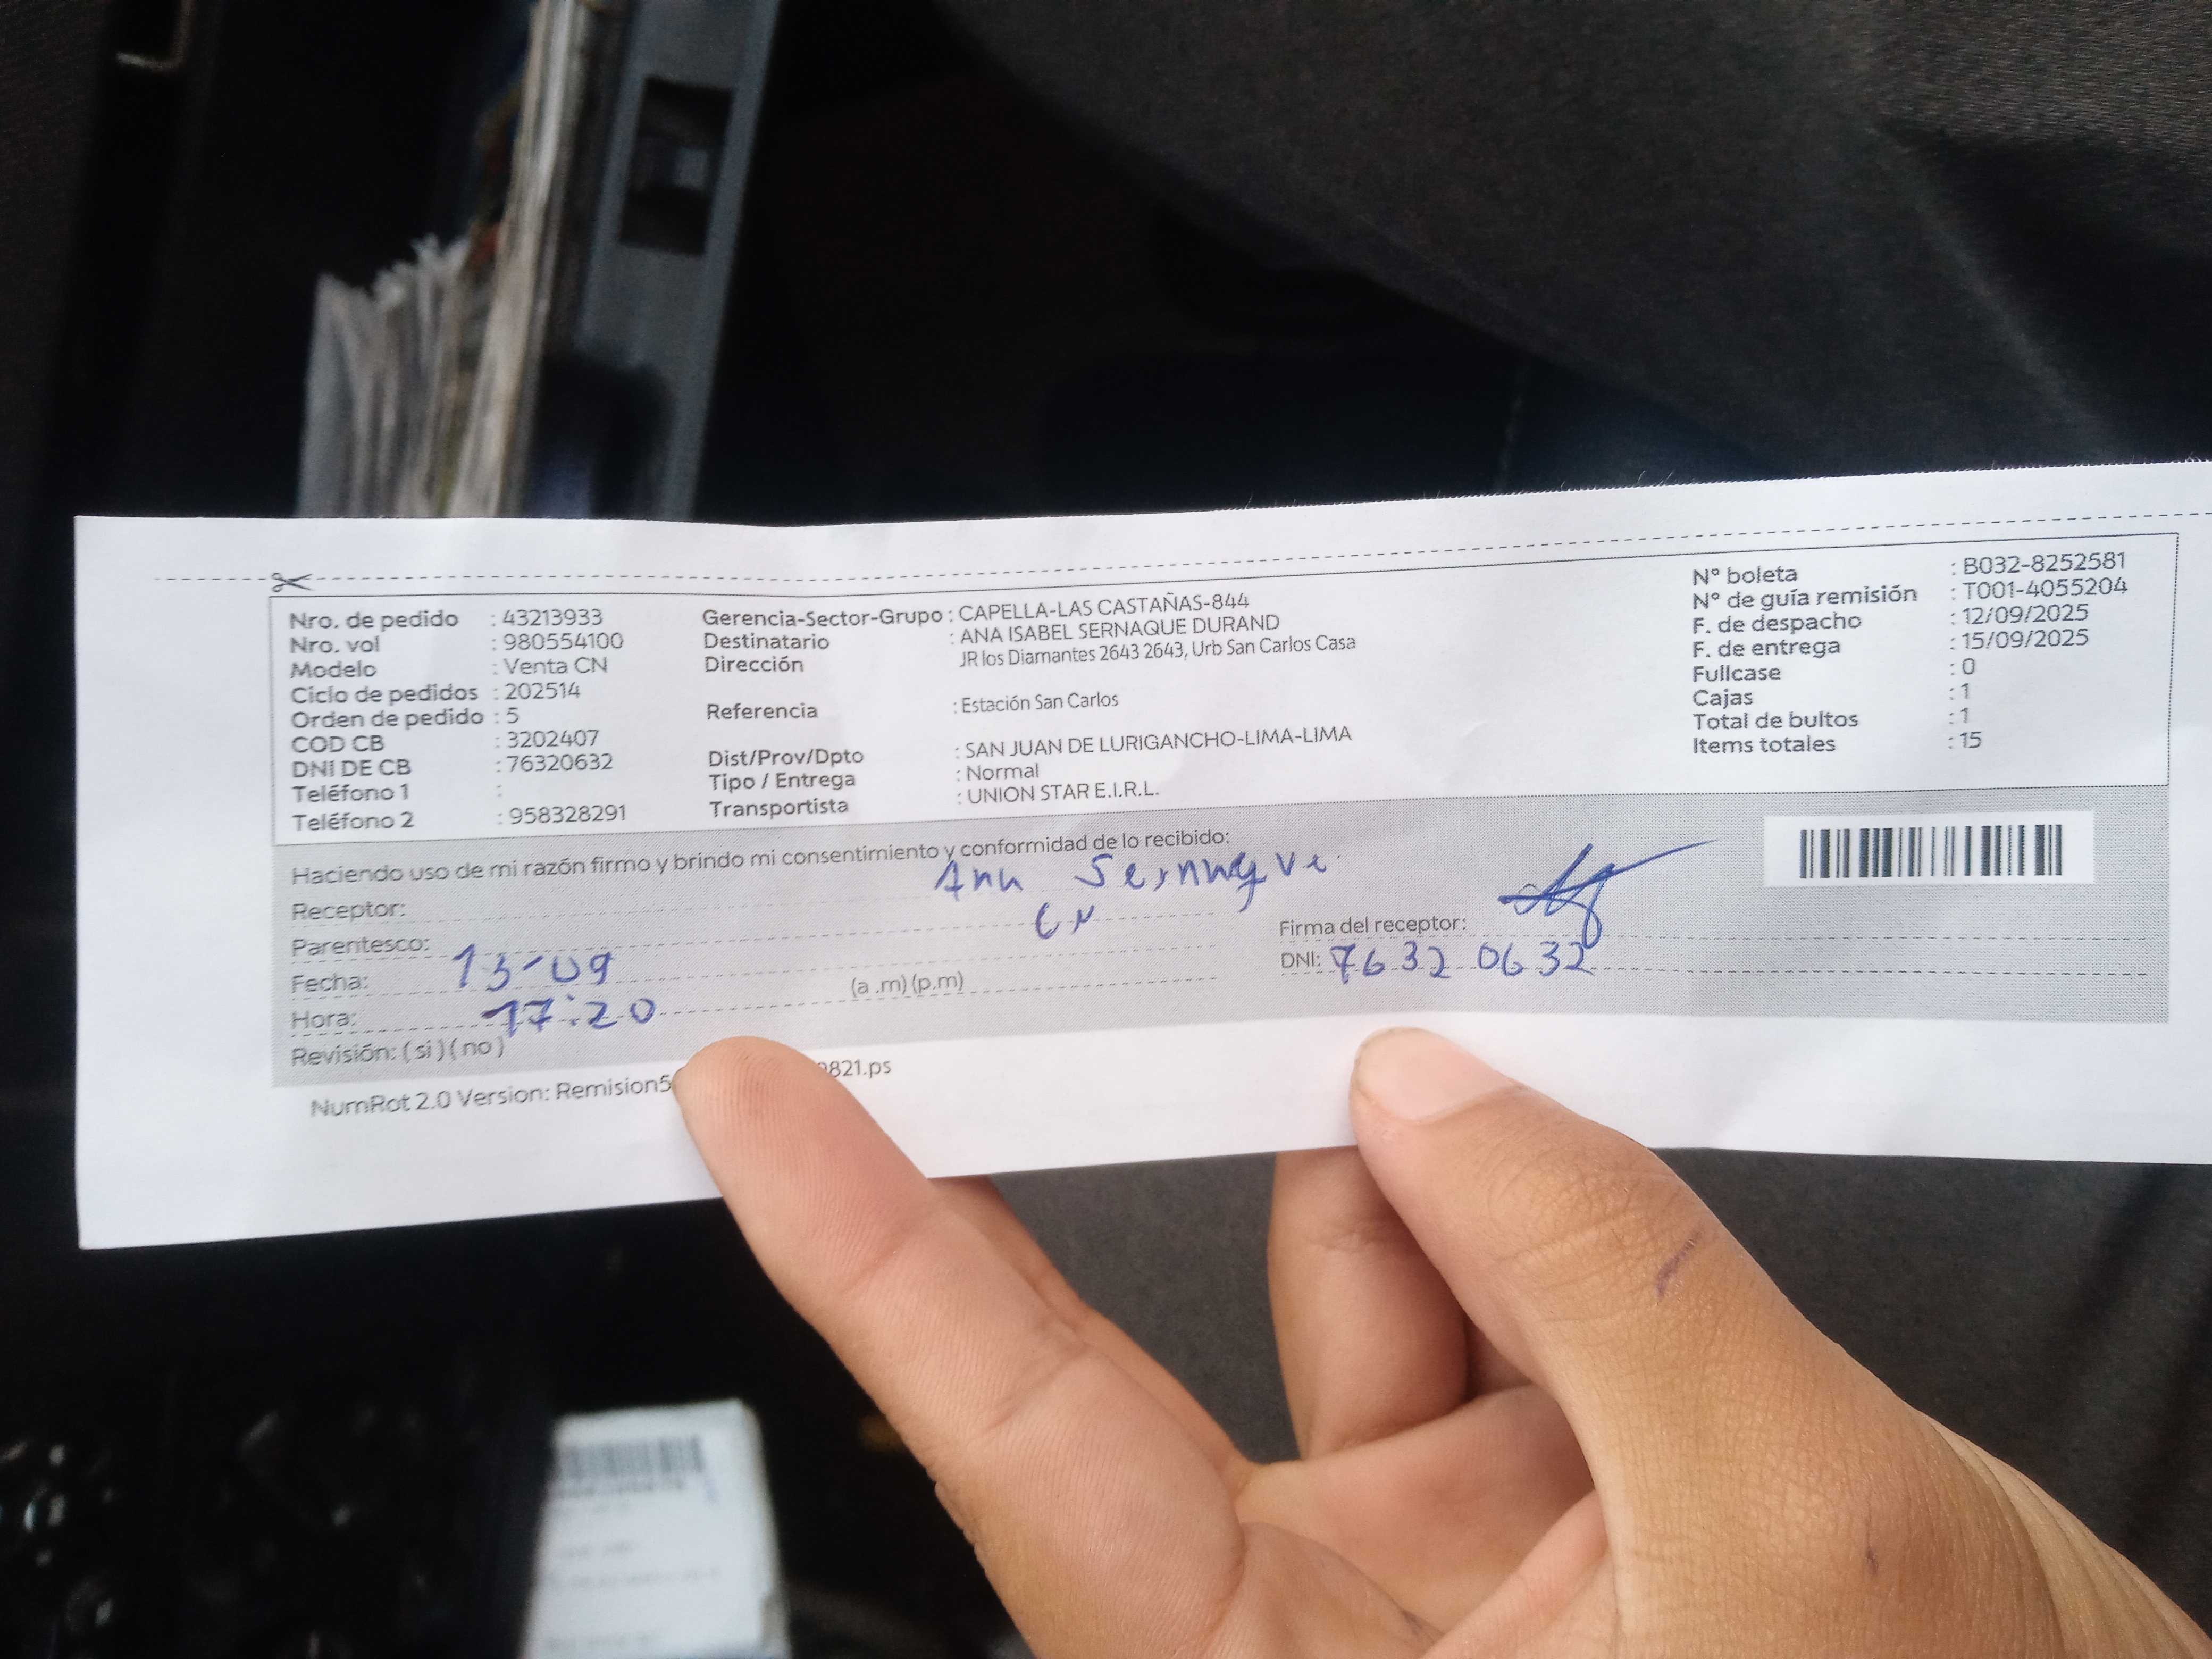 Nro. de pedido : 43213933
Nro. vol : 980554100
Modelo : Venta CN
Ciclo de pedidos : 202514
Orden de pedido : 5
COD CB : 3202407
DNI DE CB : 76320632
Teléfono 1 :
Teléfono 2 : 958328291
Gerencia-Sector-Grupo : CAPELLA-LAS CASTAÑAS-844
Destinatario : ANA ISABEL SERNAQUE DURAND
Dirección JR los Diamantes 2643 2643, Urb San Carlos Casa
Referencia : Estación San Carlos
Dist/Prov/Dpto : SAN JUAN DE LURIGANCHO-LIMA-LIMA
Tipo / Entrega : Normal
Transportista : UNION STAR E.I.R.L.
N° boleta : B032-8252581
N° de guía remisión : T001-4055204
F. de despacho : 12/09/2025
F. de entrega : 15/09/2025
Fullcase : 0
Cajas : 1
Total de bultos : 1
Items totales : 15
Haciendo uso de mi razón firmo y brindo mi consentimiento y conformidad de lo recibido:
Receptor: Ana Sernaque
Parentesco: CN
Fecha: 13-09
Hora: 17:20 (a .m) (p.m)
Revisión: ( si ) ( no )
Firma del receptor:
DNI: 7632 0632
NumRot 2.0 Version: Remision5 9821.ps